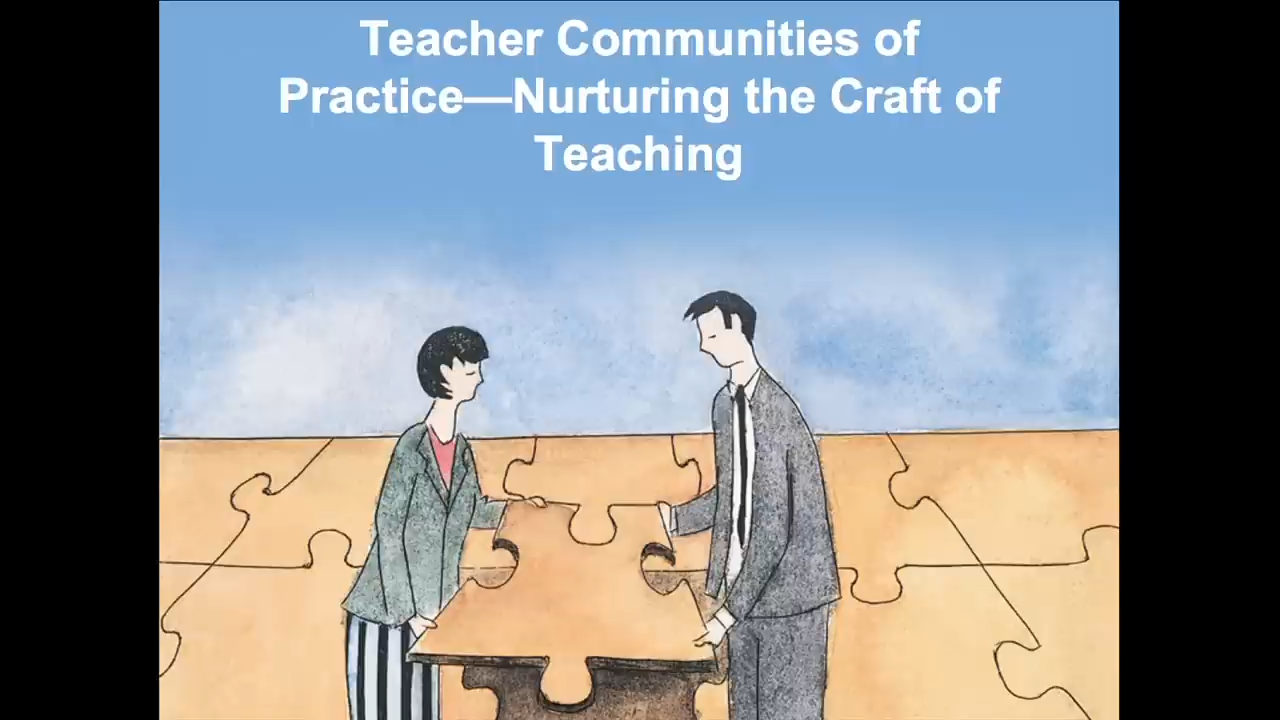 Teacher Communities of
Practice—Nurturing the Craft of
Teaching